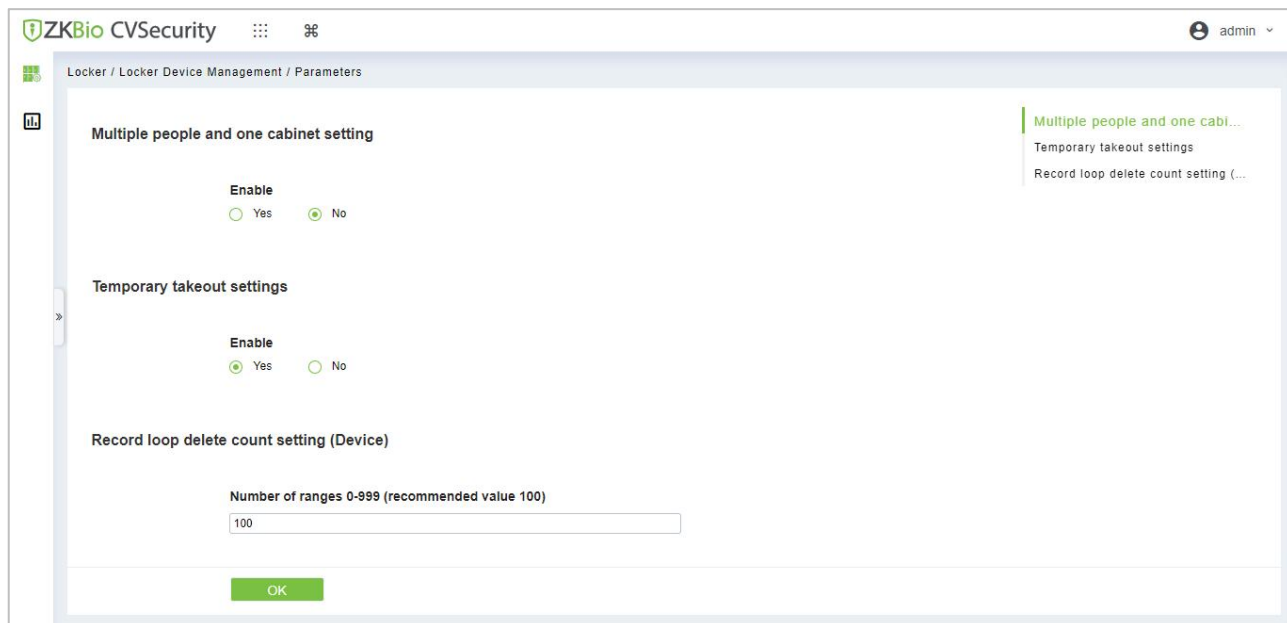 ZKBio CVSecurity
admin
Locker / Locker Device Management / Parameters
Multiple people and one cabinet setting
Enable
Yes No
Temporary takeout settings
Enable
Yes No
Record loop delete count setting (Device)
Number of ranges 0-999 (recommended value 100)
100
OK
Multiple people and one cabi...
Temporary takeout settings
Record loop delete count setting (...